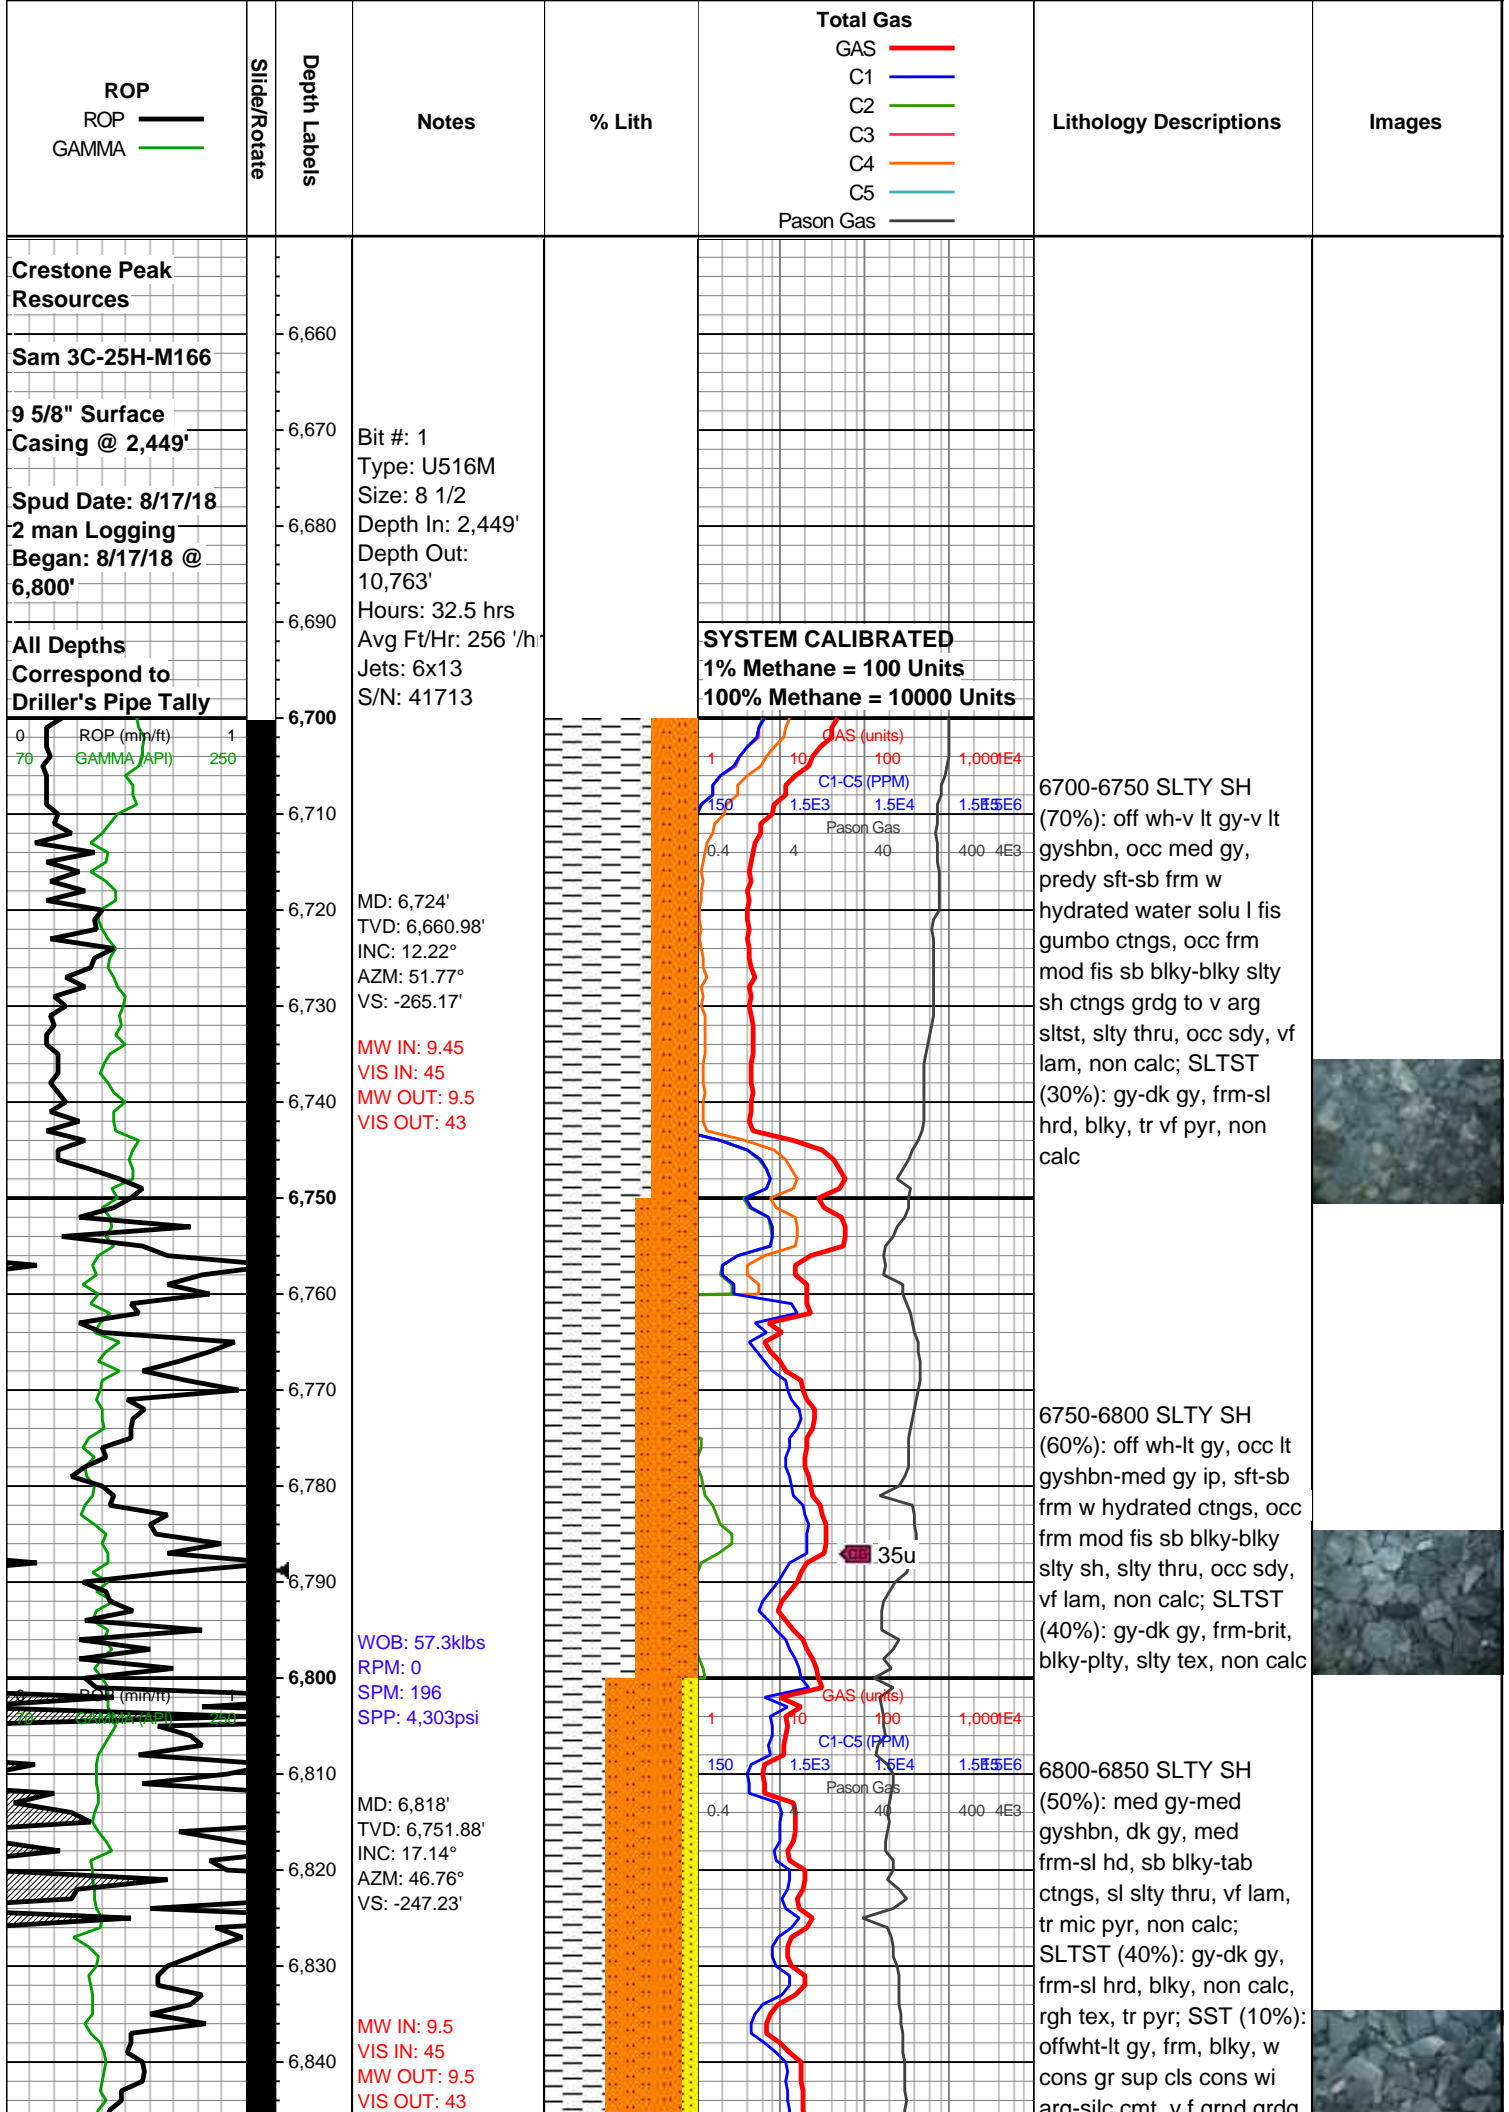 ROP
ROP
GAMMA
Slide/Rotate
Depth Labels
Notes
% Lith
Total Gas
GAS
C1
C2
C3
C4
C5
Pason Gas
Lithology Descriptions
Images
Crestone Peak
Resources
Sam 3C-25H-M166
9 5/8" Surface
Casing @ 2,449'
Spud Date: 8/17/18
2 man Logging
Began: 8/17/18 @
6,800'
All Depths
Correspond to
Driller's Pipe Tally
0 ROP (min/ft) 1
70 GAMMA (API) 250
0 ROP (min/ft) 1
70 GAMMA (API) 250
6,660
6,670
6,680
6,690
6,700
6,710
6,720
6,730
6,740
6,750
6,760
6,770
6,780
6,790
6,800
6,810
6,820
6,830
6,840
Bit #: 1
Type: U516M
Size: 8 1/2
Depth In: 2,449'
Depth Out:
10,763'
Hours: 32.5 hrs
Avg Ft/Hr: 256 '/hr
Jets: 6x13
S/N: 41713
MD: 6,724'
TVD: 6,660.98'
INC: 12.22°
AZM: 51.77°
VS: -265.17'
MW IN: 9.45
VIS IN: 45
MW OUT: 9.5
VIS OUT: 43
WOB: 57.3klbs
RPM: 0
SPM: 196
SPP: 4,303psi
MD: 6,818'
TVD: 6,751.88'
INC: 17.14°
AZM: 46.76°
VS: -247.23'
MW IN: 9.5
VIS IN: 45
MW OUT: 9.5
VIS OUT: 43
SYSTEM CALIBRATED
1% Methane = 100 Units
100% Methane = 10000 Units
GAS (units)
1 10 100 1,000 1E4
C1-C5 (PPM)
150 1.5E3 1.5E4 1.5E5 1.5E6
Pason Gas
0.4 4 40 400 4E3
CG 35u
GAS (units)
1 10 100 1,000 1E4
C1-C5 (PPM)
150 1.5E3 1.5E4 1.5E5 1.5E6
Pason Gas
0.4 4 40 400 4E3
6700-6750 SLTY SH
(70%): off wh-v lt gy-v lt
gyshbn, occ med gy,
predy sft-sb frm w
hydrated water solu l fis
gumbo ctngs, occ frm
mod fis sb blky-blky slty
sh ctngs grdg to v arg
sltst, slty thru, occ sdy, vf
lam, non calc; SLTST
(30%): gy-dk gy, frm-sl
hrd, blky, tr vf pyr, non
calc
6750-6800 SLTY SH
(60%): off wh-lt gy, occ lt
gyshbn-med gy ip, sft-sb
frm w hydrated ctngs, occ
frm mod fis sb blky-blky
slty sh, slty thru, occ sdy,
vf lam, non calc; SLTST
(40%): gy-dk gy, frm-brit,
blky-plty, slty tex, non calc
6800-6850 SLTY SH
(50%): med gy-med
gyshbn, dk gy, med
frm-sl hd, sb blky-tab
ctngs, sl slty thru, vf lam,
tr mic pyr, non calc;
SLTST (40%): gy-dk gy,
frm-sl hrd, blky, non calc,
rgh tex, tr pyr; SST (10%):
offwht-lt gy, frm, blky, w
cons gr sup cls cons wi
arg-silc cmt, v f grnd grdg